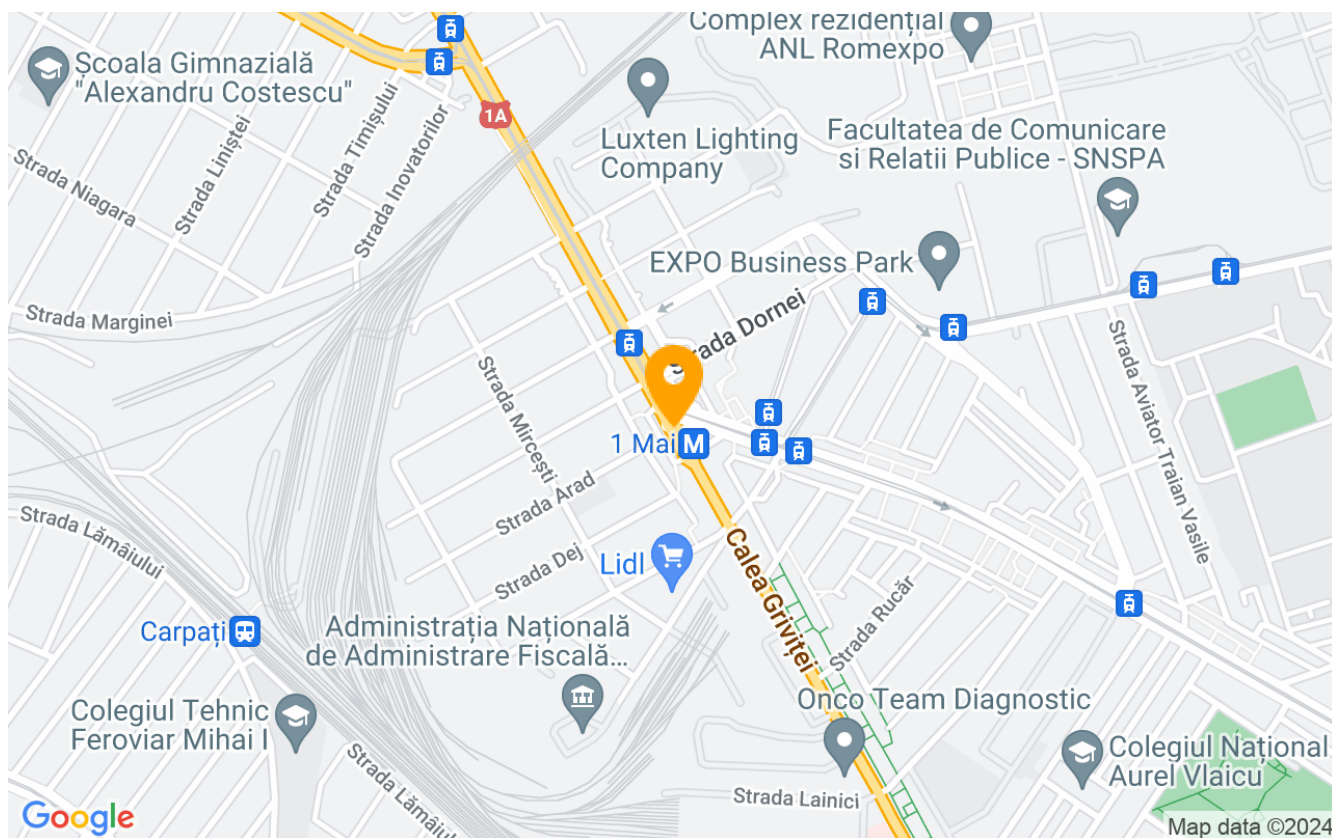 Complex rezidențial
ANL Romexpo
Școala Gimnazială
"Alexandru Costescu"
1A
Luxten Lighting
Company
Facultatea de Comunicare
si Relatii Publice - SNSPA
Strada Niagara
Strada Liniștei
Strada Timișului
Strada Inovatorilor
EXPO Business Park
Strada Marginei
Strada Dornei
Strada Mircești
Strada Aviator Traian Vasile
1 Mai
M
Strada Arad
Strada Lămâiului
Strada Dej
Lidl
Calea Griviței
Strada Rucăr
Carpați
Administrația Națională
de Administrare Fiscală...
Colegiul Tehnic
Feroviar Mihai I
Onco Team Diagnostic
Colegiul Național
Aurel Vlaicu
Strada Lămâiului
Strada Lainici
Google
Map data ©2024